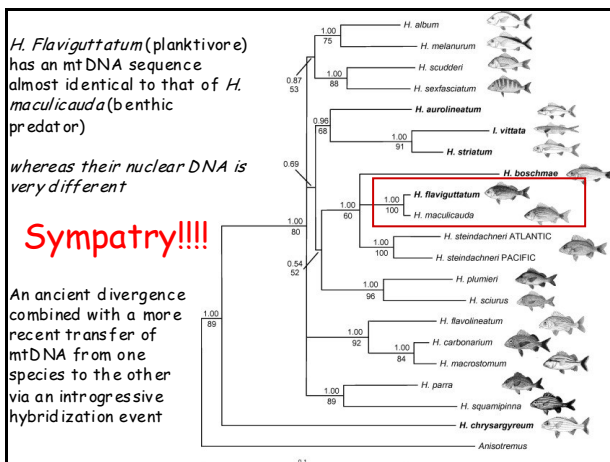 H. Flaviguttatum (planktivore)
has an mtDNA sequence
almost identical to that of H.
maculicauda (benthic
predator)
whereas their nuclear DNA is
very different
Sympatry!!!!
An ancient divergence
combined with a more
recent transfer of
mtDNA from one
species to the other
via an introgressive
hybridization event
H. album
1.00
75
H. melanurum
0.87
53
H. scudderi
1.00
88
H. sexfasciatum
H. aurolineatum
0.96
68
I. vittata
1.00
91
H. striatum
0.69
H. boschmae
H. flaviguttatum
1.00
100
H. maculicauda
1.00
60
H. steindachneri ATLANTIC
1.00
100
H. steindachneri PACIFIC
1.00
80
0.54
52
H. plumieri
1.00
96
H. sciurus
H. flavolineatum
1.00
92
H. carbonarium
1.00
84
H. macrostomum
1.00
89
H. parra
1.00
89
H. squamipinna
H. chrysargyreum
Anisotremus
0.1